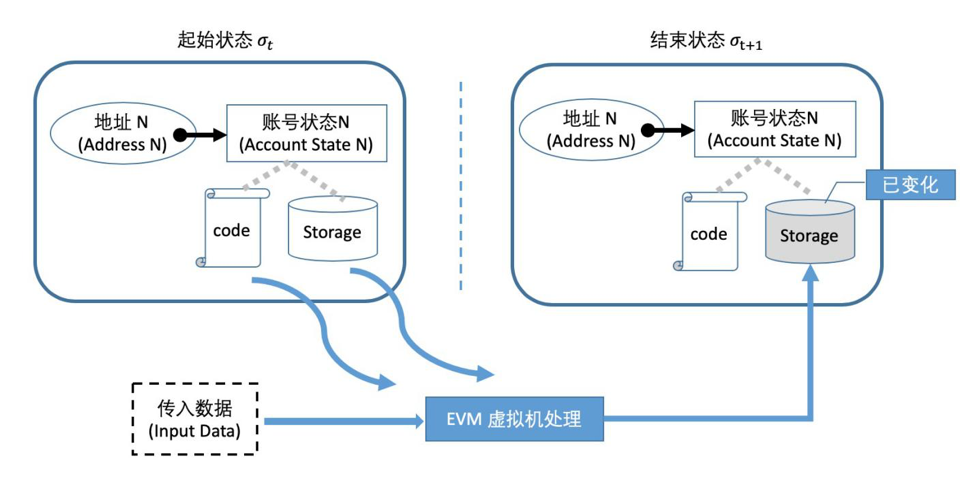 起始状态 σt
结束状态 σt+1
地址 N
(Address N)
账号状态N
(Account State N)
code
Storage
地址 N
(Address N)
账号状态N
(Account State N)
已变化
code
Storage
传入数据
(Input Data)
EVM 虚拟机处理